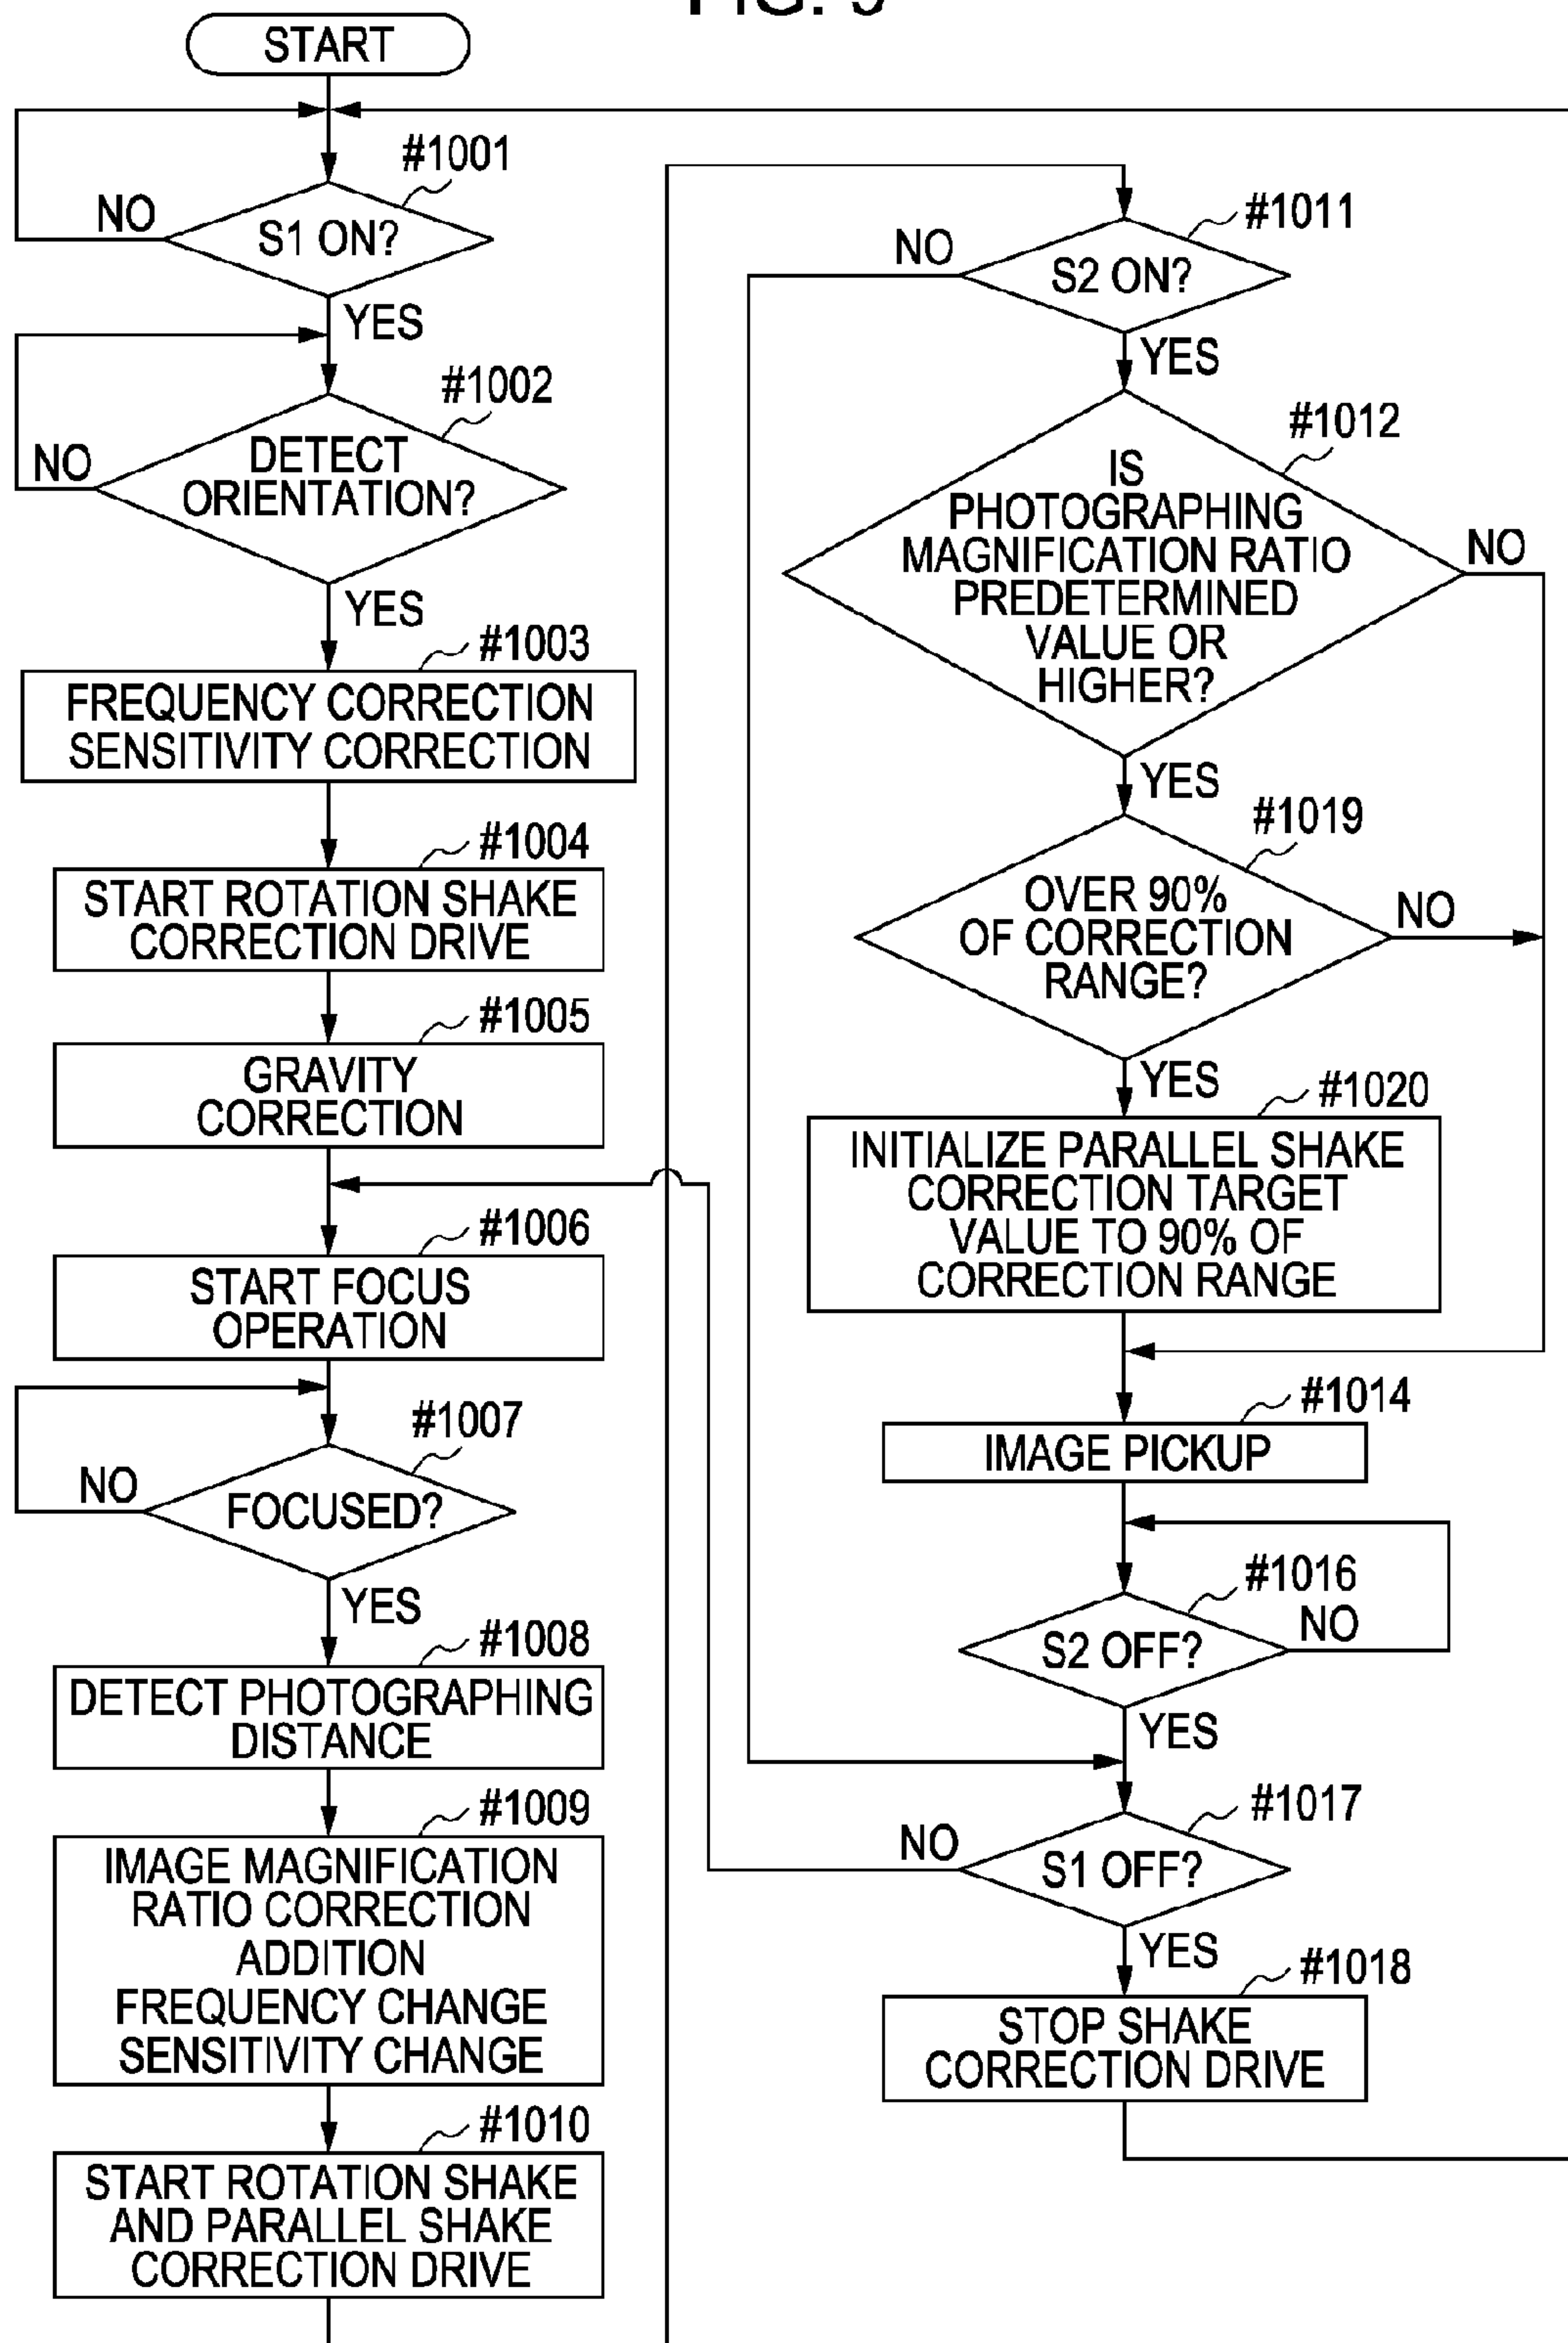 START
#1001
NO
S1 ON?
YES
#1002
NO
DETECT
ORIENTATION?
YES
#1003
FREQUENCY CORRECTION
SENSITIVITY CORRECTION
#1004
START ROTATION SHAKE
CORRECTION DRIVE
#1005
GRAVITY
CORRECTION
#1006
START FOCUS
OPERATION
#1007
NO
FOCUSED?
YES
#1008
DETECT PHOTOGRAPHING
DISTANCE
#1009
IMAGE MAGNIFICATION
RATIO CORRECTION
ADDITION
FREQUENCY CHANGE
SENSITIVITY CHANGE
#1010
START ROTATION SHAKE
AND PARALLEL SHAKE
CORRECTION DRIVE
#1011
NO
S2 ON?
YES
#1012
IS
PHOTOGRAPHING
MAGNIFICATION RATIO
PREDETERMINED
VALUE OR
HIGHER?
NO
YES
#1019
OVER 90%
OF CORRECTION
RANGE?
NO
YES
#1020
INITIALIZE PARALLEL SHAKE
CORRECTION TARGET
VALUE TO 90% OF
CORRECTION RANGE
#1014
IMAGE PICKUP
#1016
S2 OFF?
NO
YES
#1017
NO
S1 OFF?
YES
#1018
STOP SHAKE
CORRECTION DRIVE